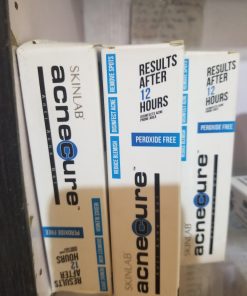 SKINLAB
acnecure
PEROXIDE FREE
RESULTS
AFTER
12
HOURS
REMOVE SPOTS
DISINFECT ACNE
REDUCE BLEMISH
RESULTS
AFTER
12
HOURS
PEROXIDE FREE
acnecure
SKINLAB
RESULTS
AFTER
12
HOURS
PEROXIDE FREE
acnecure
SKINLAB